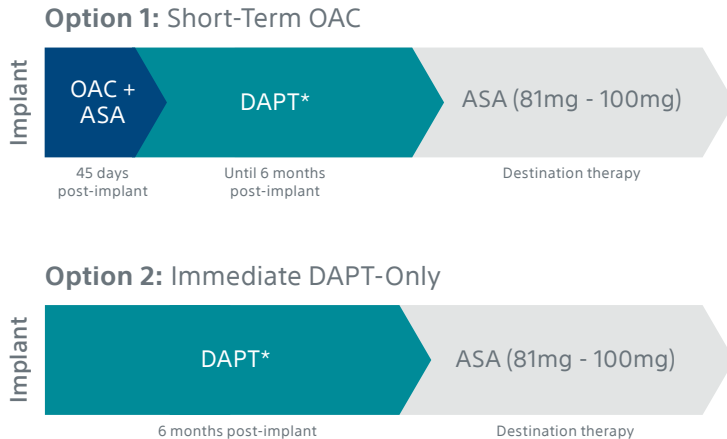 Option 1: Short-Term OAC
Implant
OAC +
ASA
DAPT*
ASA (81mg - 100mg)
45 days
post-implant
Until 6 months
post-implant
Destination therapy
Option 2: Immediate DAPT-Only
Implant
DAPT*
ASA (81mg - 100mg)
6 months post-implant
Destination therapy